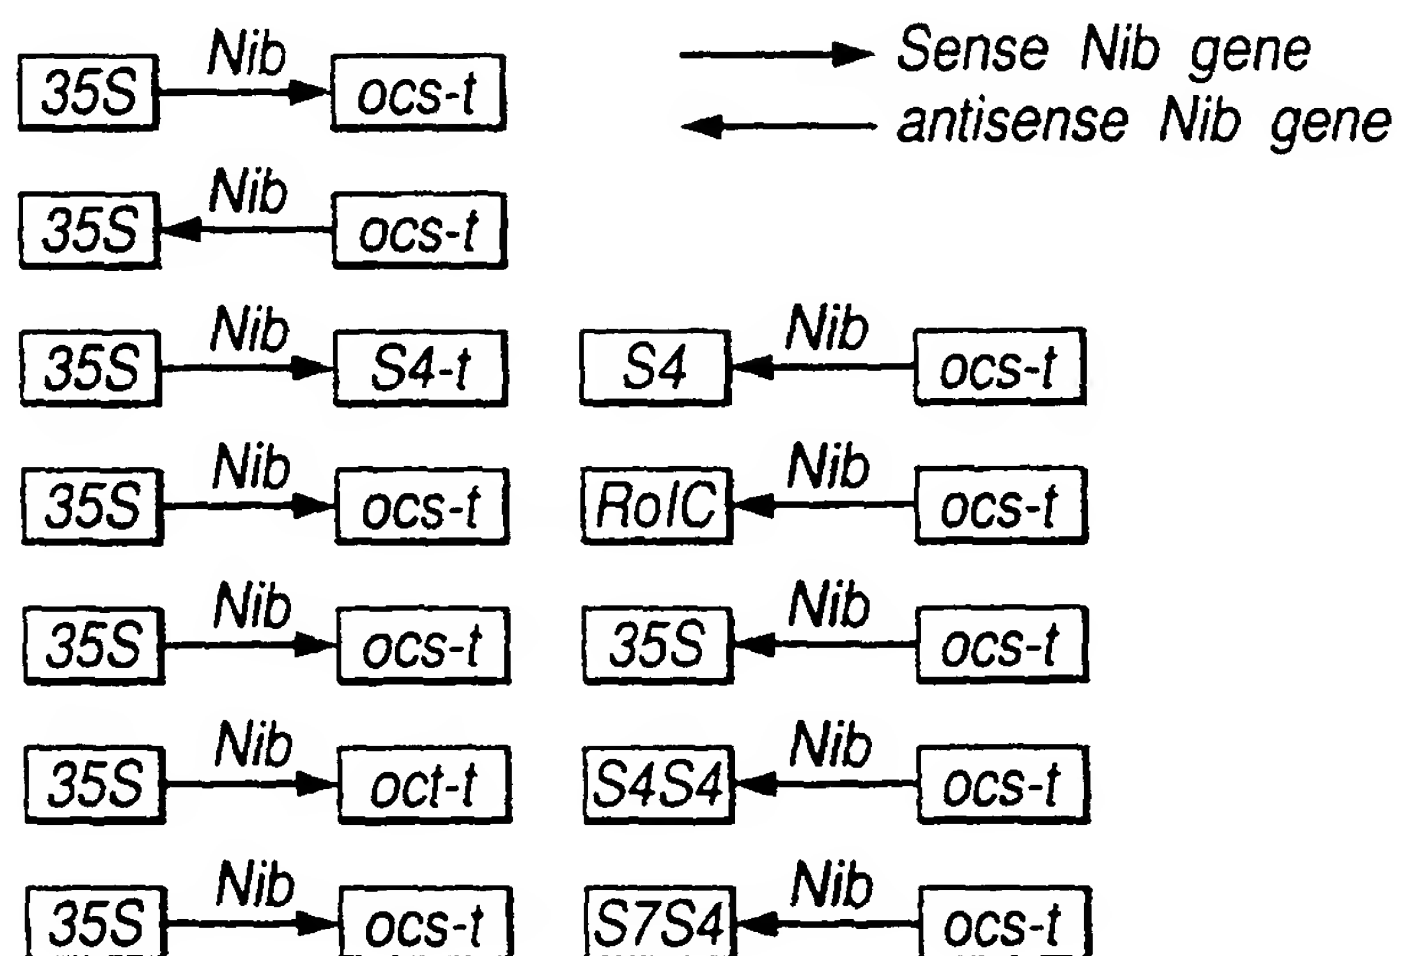 Nib
35S ocs-t
Sense Nib gene
antisense Nib gene
Nib
35S ocs-t
Nib Nib
35S S4-t S4 ocs-t
Nib Nib
35S ocs-t RolC ocs-t
Nib Nib
35S ocs-t 35S ocs-t
Nib Nib
35S oct-t S4S4 ocs-t
Nib Nib
35S ocs-t S7S4 ocs-t